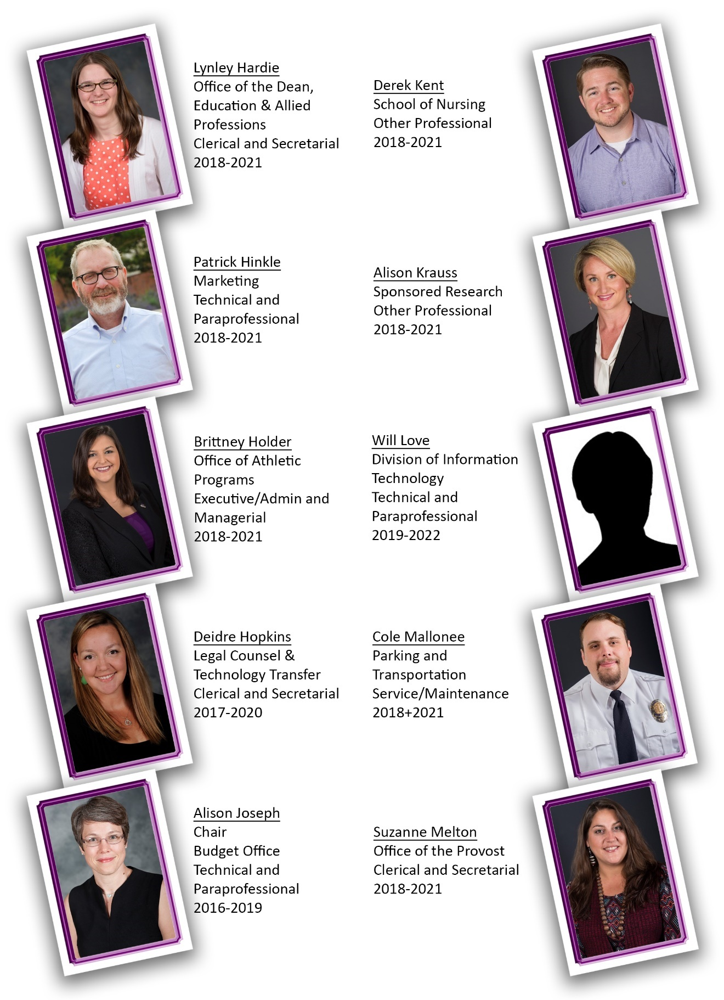 Lynley Hardie
Office of the Dean,
Education & Allied
Professions
Clerical and Secretarial
2018-2021
Derek Kent
School of Nursing
Other Professional
2018-2021
Patrick Hinkle
Marketing
Technical and
Paraprofessional
2018-2021
Alison Krauss
Sponsored Research
Other Professional
2018-2021
Brittney Holder
Office of Athletic
Programs
Executive/Admin and
Managerial
2018-2021
Will Love
Division of Information
Technology
Technical and
Paraprofessional
2019-2022
Deidre Hopkins
Legal Counsel &
Technology Transfer
Clerical and Secretarial
2017-2020
Cole Mallonee
Parking and
Transportation
Service/Maintenance
2018+2021
Alison Joseph
Chair
Budget Office
Technical and
Paraprofessional
2016-2019
Suzanne Melton
Office of the Provost
Clerical and Secretarial
2018-2021